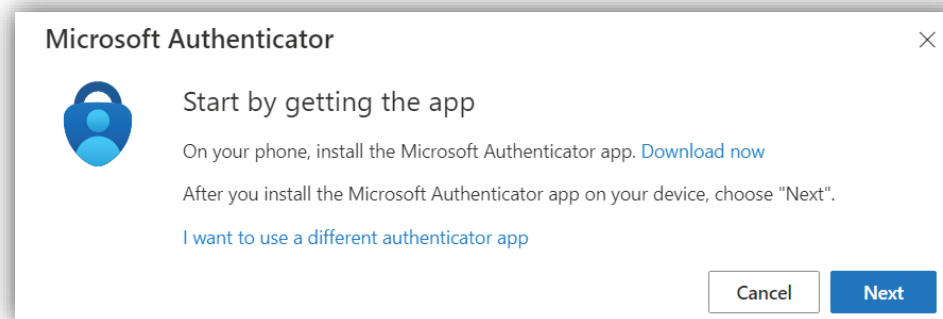 Microsoft Authenticator
Start by getting the app
On your phone, install the Microsoft Authenticator app. Download now
After you install the Microsoft Authenticator app on your device, choose "Next".
I want to use a different authenticator app
Cancel Next